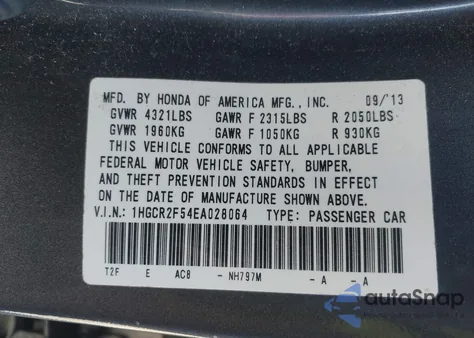 MFD. BY HONDA OF AMERICA MFG., INC. 09/13
GVWR 4321LBS GAWR F 2315LBS R 2050LBS
GVWR 1960KG GAWR F 1050KG R 930KG
THIS VEHICLE CONFORMS TO ALL APPLICABLE
FEDERAL MOTOR VEHICLE SAFETY, BUMPER,
AND THEFT PREVENTION STANDARDS IN EFFECT
ON THE DATE OF MANUFACTURE SHOWN ABOVE.
V.I.N.: 1HGCR2F54EA028064 TYPE: PASSENGER CAR
T2F E AC8 - NH797M - A - A
autoSnap